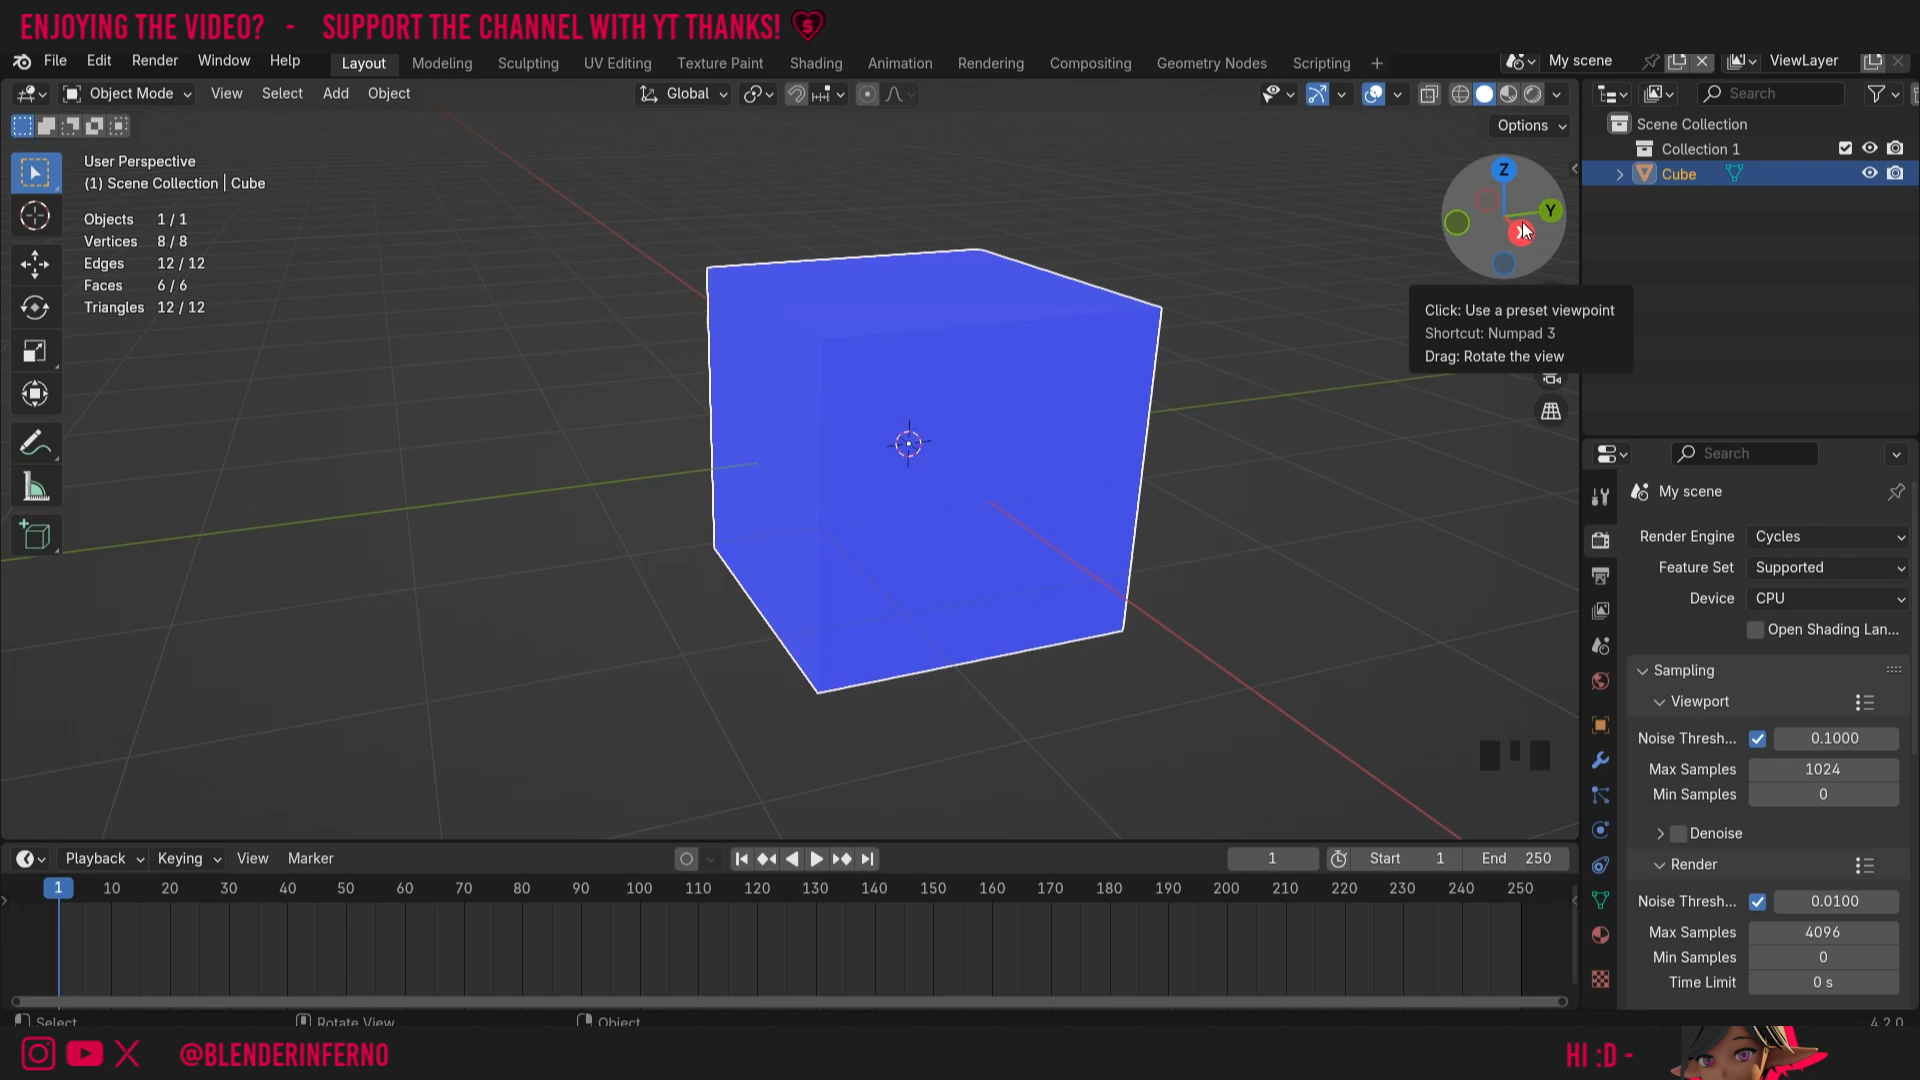 ENJOYING THE VIDEO? - SUPPORT THE CHANNEL WITH YT THANKS!
File Edit Render Window Help Layout Modeling Sculpting UV Editing Texture Paint Shading Animation Rendering Compositing Geometry Nodes Scripting + My scene ViewLayer
Object Mode View Select Add Object Global Search
Options
User Perspective
(1) Scene Collection | Cube
Objects 1 / 1
Vertices 8 / 8
Edges 12 / 12
Faces 6 / 6
Triangles 12 / 12
Z
Y
X
Click: Use a preset viewpoint
Shortcut: Numpad 3
Drag: Rotate the view
Scene Collection
Collection 1
Cube
Search
My scene
Render Engine Cycles
Feature Set Supported
Device CPU
Open Shading Lan...
Sampling
Viewport
Noise Thresh... 0.1000
Max Samples 1024
Min Samples 0
Denoise
Render
Noise Thresh... 0.0100
Max Samples 4096
Min Samples 0
Time Limit 0 s
Playback Keying View Marker 1 Start 1 End 250
1 10 20 30 40 50 60 70 80 90 100 110 120 130 140 150 160 170 180 190 200 210 220 230 240 250
Select Rotate View Object 4.2.0
@BLENDERINFERNO
HI :D -